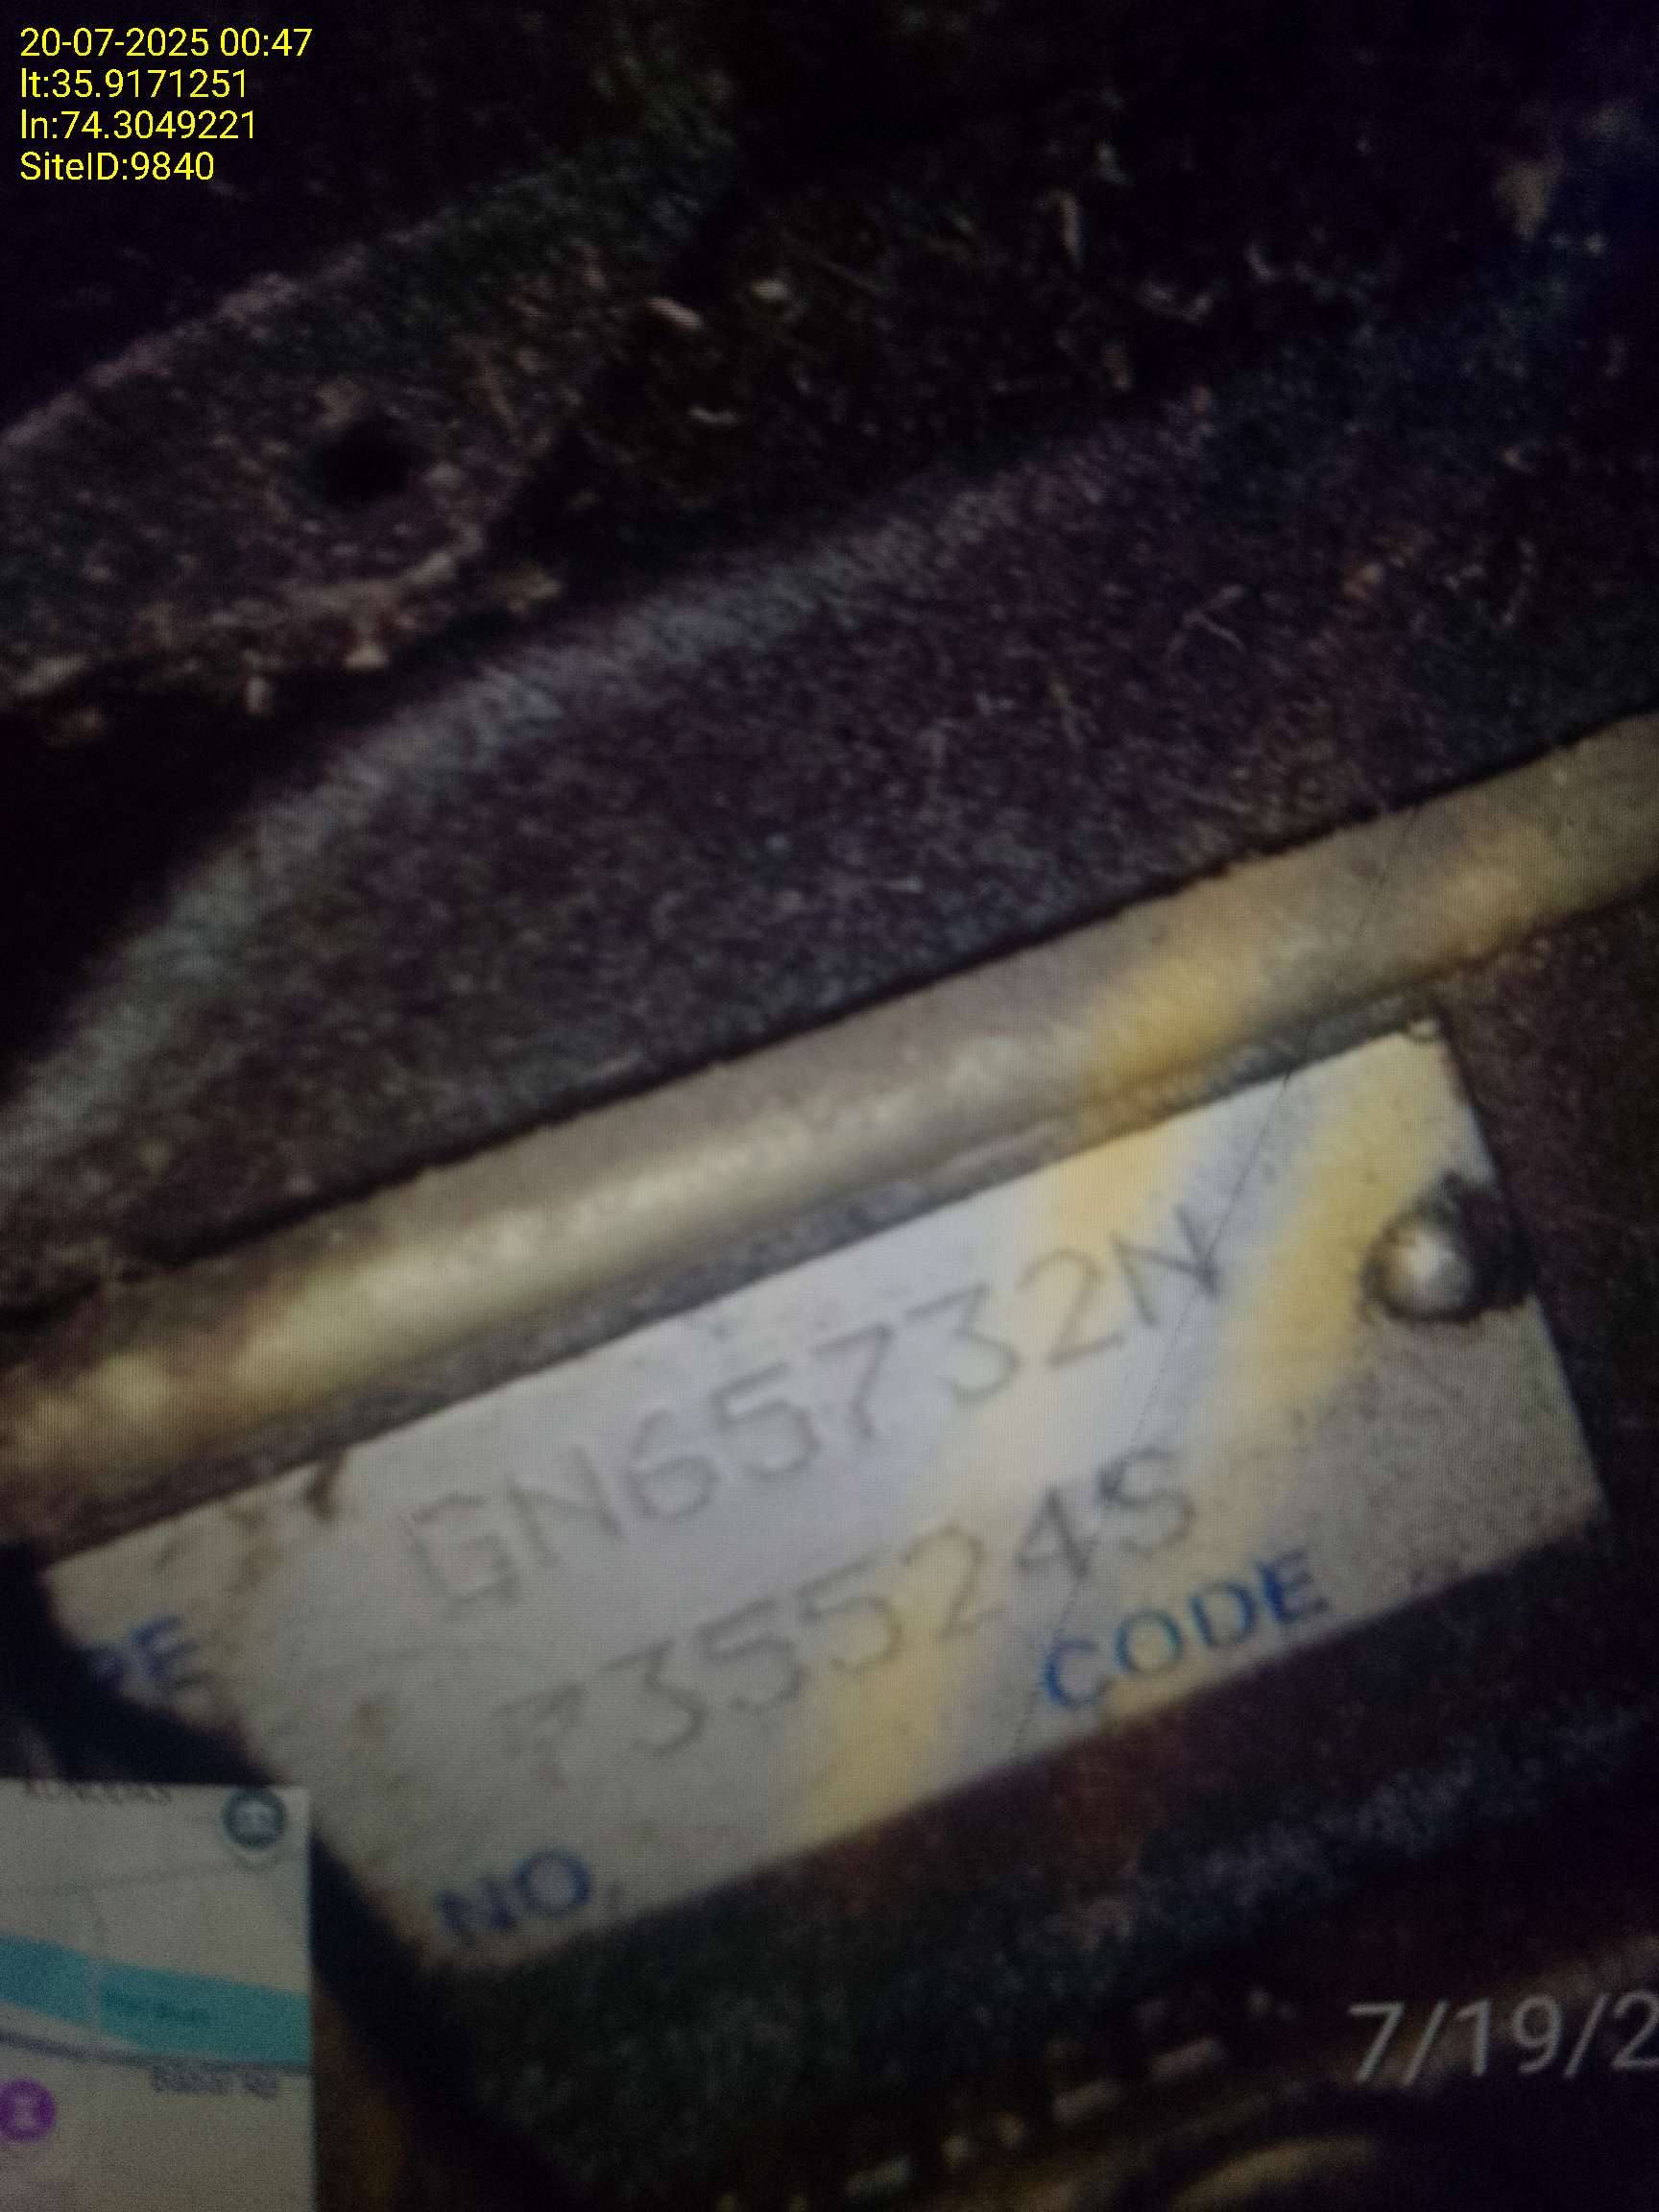 20-07-2025 00:47
lt:35.9171251
ln:74.3049221
SiteID:9840
GN65732N
735524S
CODE
NO.
7/19/2